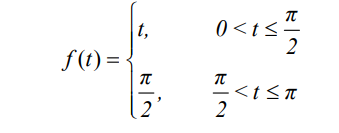 f(t) = { t, 0 < t ≤ π/2
π/2, π/2 < t ≤ π